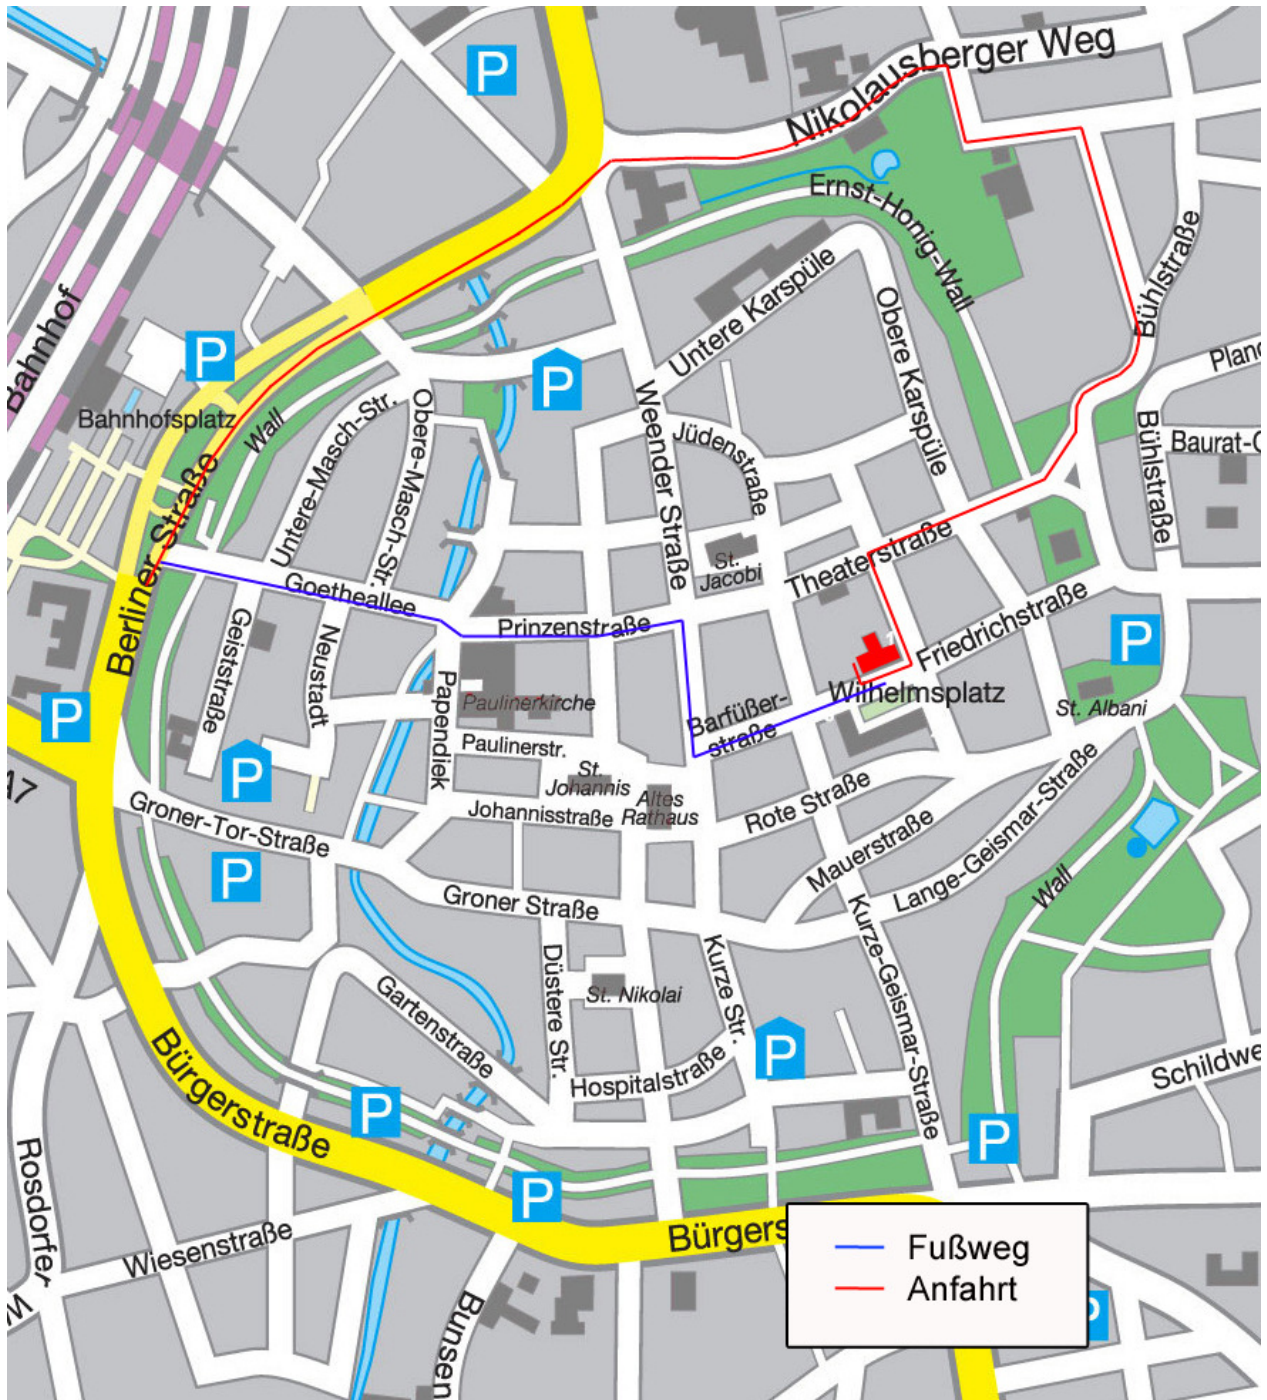 P
Nikolausberger Weg
Ernst-Honig-Wall
Untere Karspüle
Obere Karspüle
Bühlstraße
Bahnhof
P
P
Planc
Bahnhofsplatz
Wall
Untere-Masch-Str.
Obere-Masch-Str.
Weender Straße
Jüdenstraße
Bühlstraße
Baurat-
Berliner Straße
St.
Jacobi
Theaterstraße
Goetheallee
Prinzenstraße
Friedrichstraße
P
Geiststraße
Neustadt
Papendiek
Paulinerkirche
Barfüßer-
straße
Wilhelmsplatz
St. Albani
P
Paulinerstr.
St.
Johannis
Altes
Rathaus
Johannisstraße
P
A7
Groner-Tor-Straße
Rote Straße
Mauerstraße
Lange-Geismar-Straße
Wall
P
Groner Straße
Kurze-Geismar-Straße
Kurze Str.
Düstere Str.
St. Nikolai
Gartenstraße
Hospitalstraße
P
Schildwe
Bürgerstraße
P
P
P
Rosdorfer
Wiesenstraße
Bürgers
Bunsen
Fußweg
Anfahrt
P